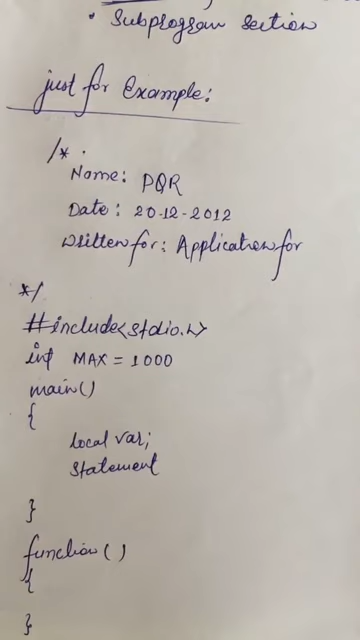 • Subprogram section
just for Example:
/*
Name: PQR
Date: 20-12-2012
written for: Application for
*/
#include<stdio.h>
int MAX = 1000
main()
{
local var;
statement
}
function()
{
}